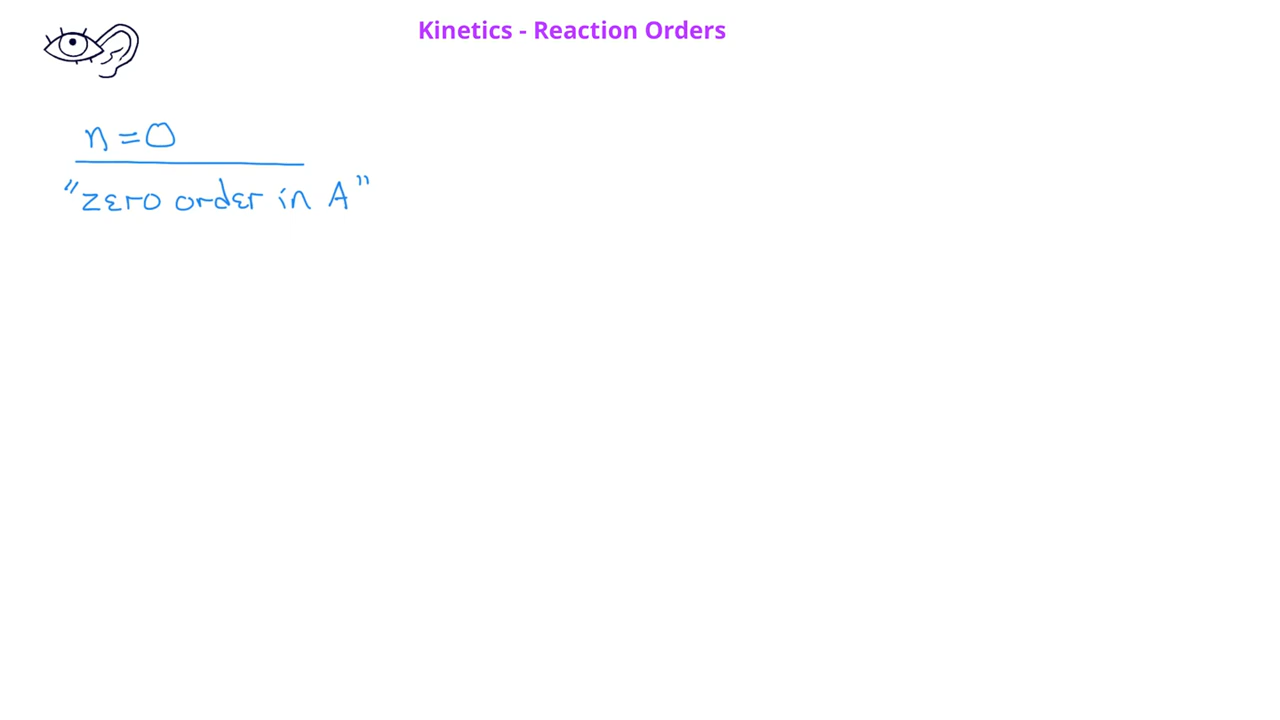 Kinetics - Reaction Orders
n = 0
"zero order in A"